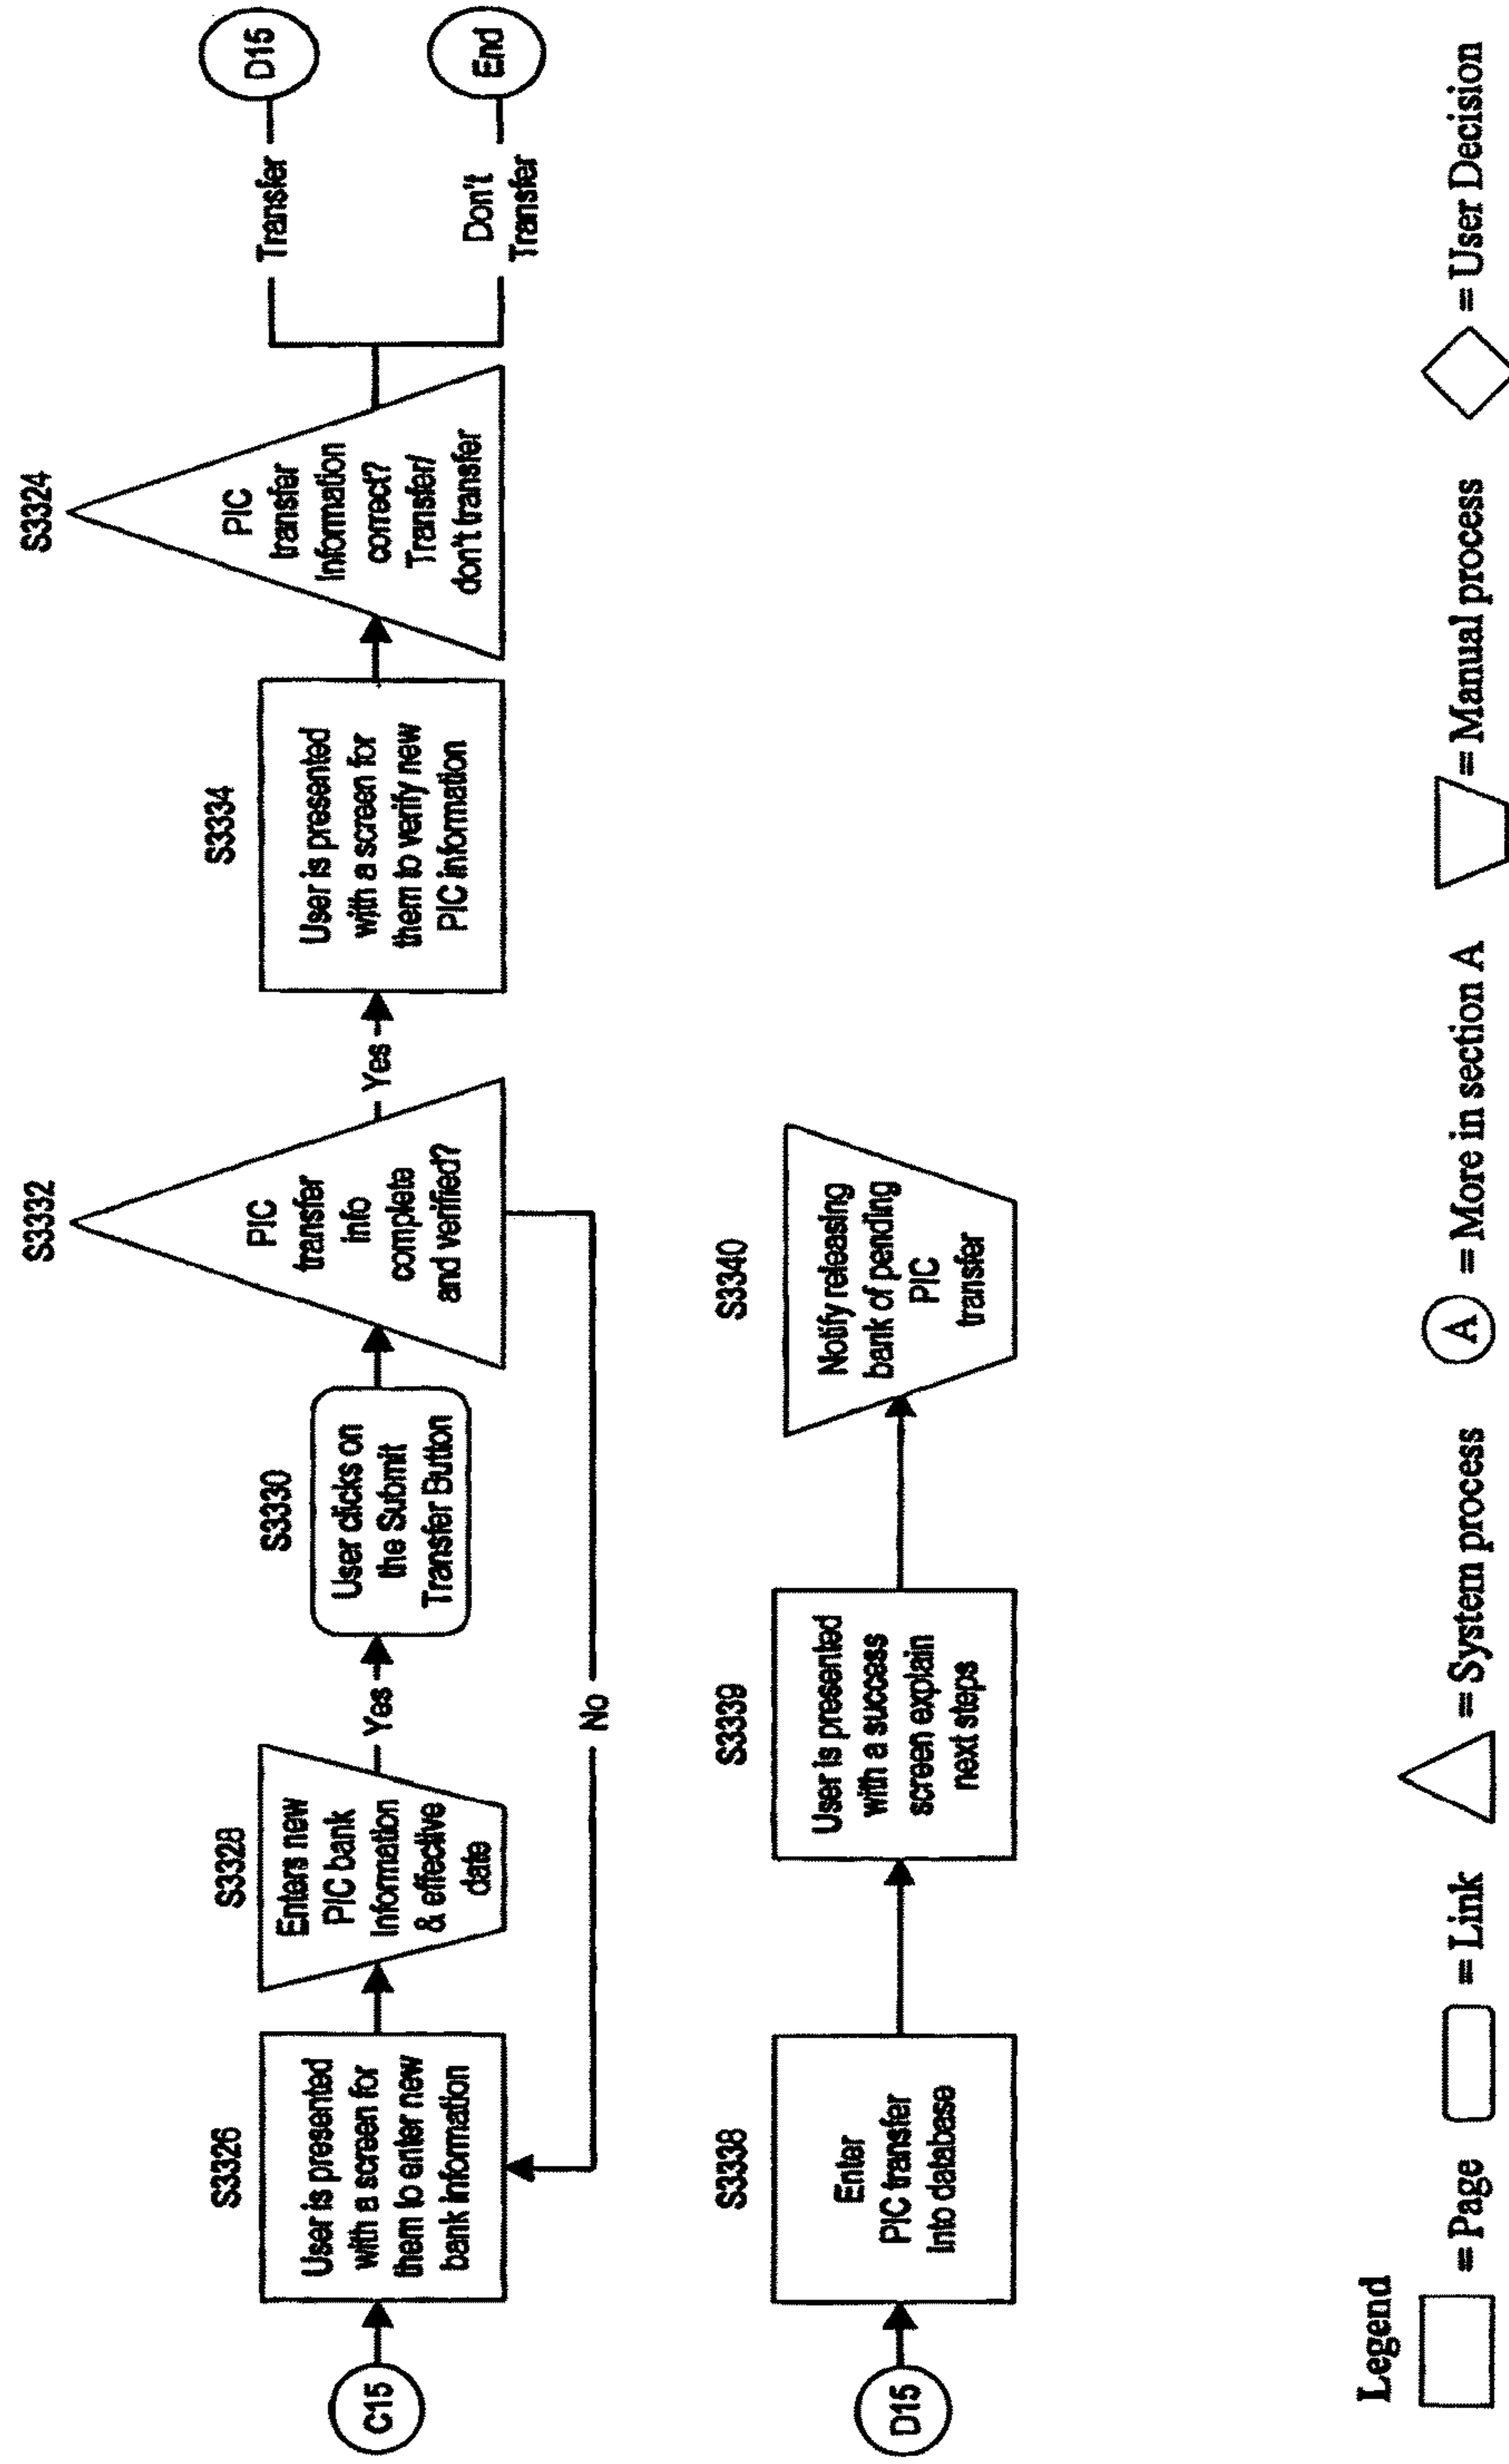 C15
S3326
User is presented
with a screen for
them to enter new
bank information
S3328
Enters new
PIC bank
Information
& effective
date
Yes
S3330
User clicks on
the Submit
Transfer Button
S3332
PIC
transfer
info
complete
and verified?
Yes
No
S3334
User is presented
with a screen for
them to verify new
PIC information
S3324
PIC
transfer
Information
correct?
Transfer/
don't transfer
Transfer
D15
Don't
Transfer
End
D15
S3338
Enter
PIC transfer
into database
S3339
User is presented
with a success
screen explain
next steps
S3340
Notify releasing
bank of pending
PIC
transfer
Legend
= Page
= Link
= System process
A = More in section A
= Manual process
= User Decision